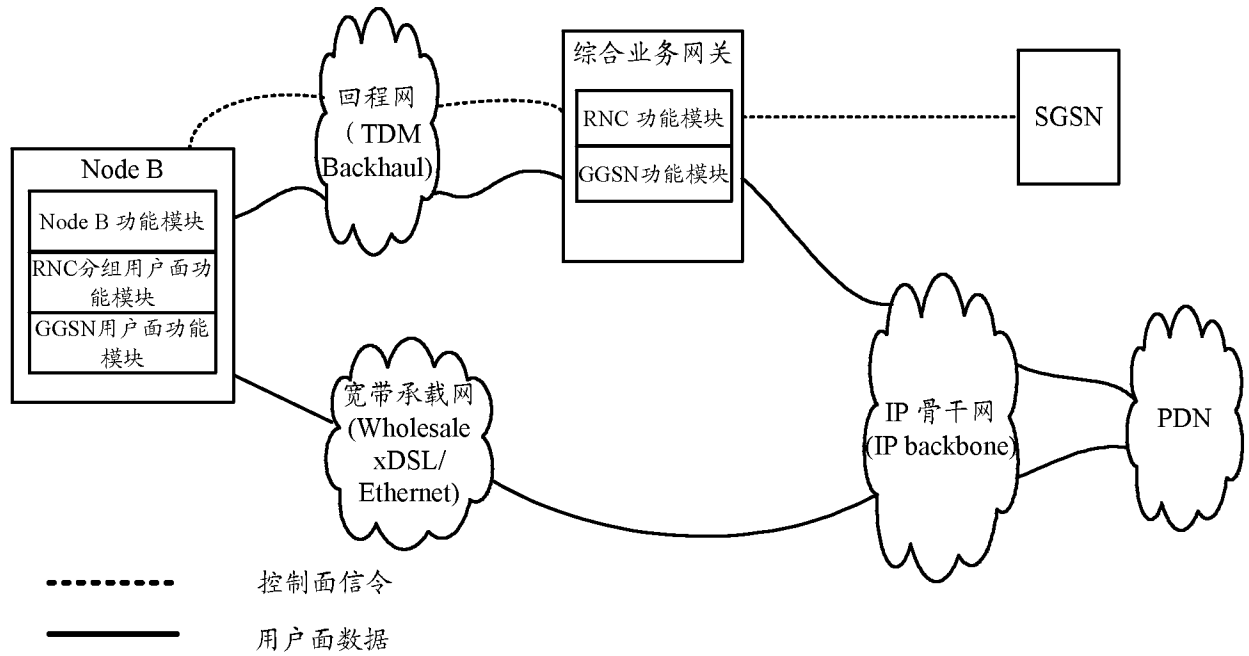 回程网
（ TDM
Backhaul)
综合业务网关
RNC 功能模块
GGSN功能模块
SGSN
Node B
Node B 功能模块
RNC分组用户面功
能模块
GGSN用户面功能
模块
宽带承载网
(Wholesale
xDSL/
Ethernet)
IP 骨干网
(IP backbone)
PDN
控制面信令
用户面数据